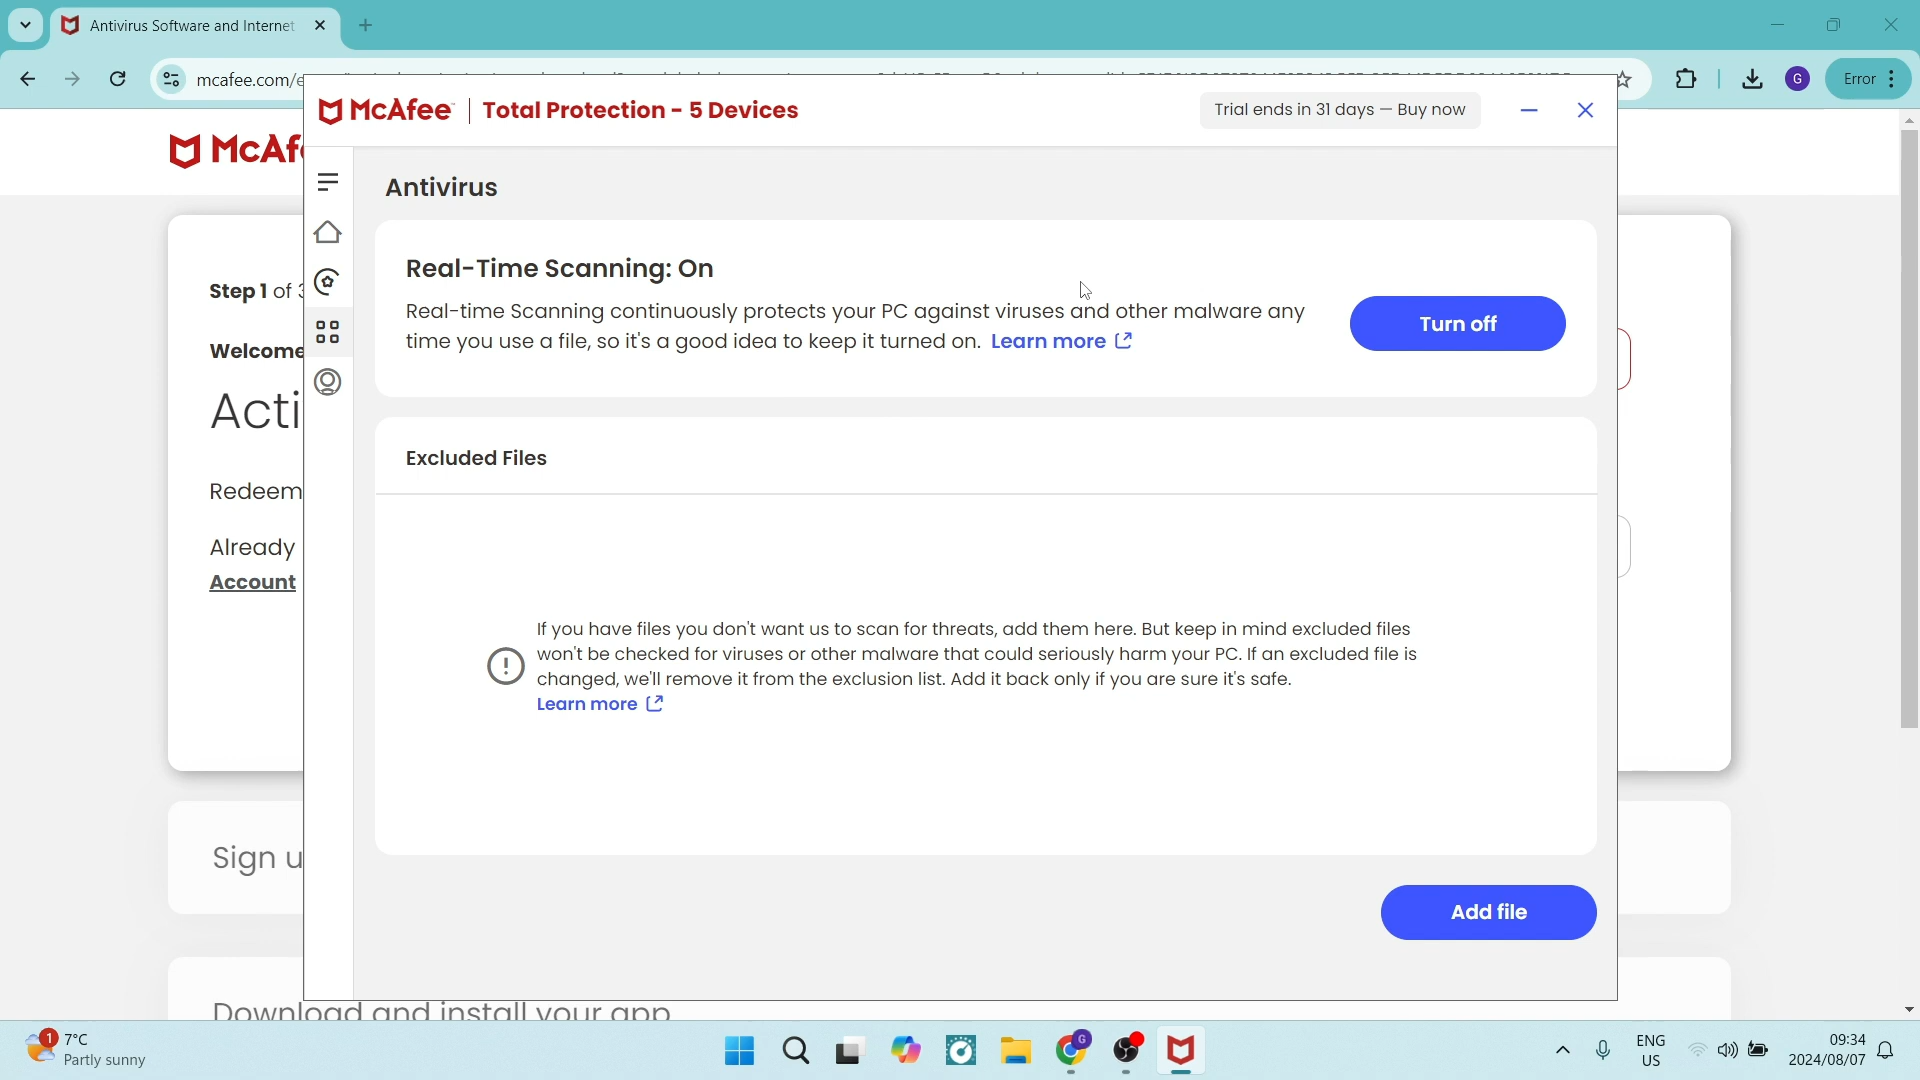 Antivirus Software and Internet
mcafee.com/e
Error
McAfee Total Protection - 5 Devices
Trial ends in 31 days — Buy now
McAf
Antivirus
Real-Time Scanning: On
Real-time Scanning continuously protects your PC against viruses and other malware any
time you use a file, so it's a good idea to keep it turned on. Learn more
Turn off
Step 1 of 3
Welcome
Acti
Redeem
Already
Account
Excluded Files
If you have files you don't want us to scan for threats, add them here. But keep in mind excluded files
won't be checked for viruses or other malware that could seriously harm your PC. If an excluded file is
changed, we'll remove it from the exclusion list. Add it back only if you are sure it's safe.
Learn more
Add file
Sign u
Download and install your app
1
7°C
Partly sunny
G
G
ENG
US
09:34
2024/08/07